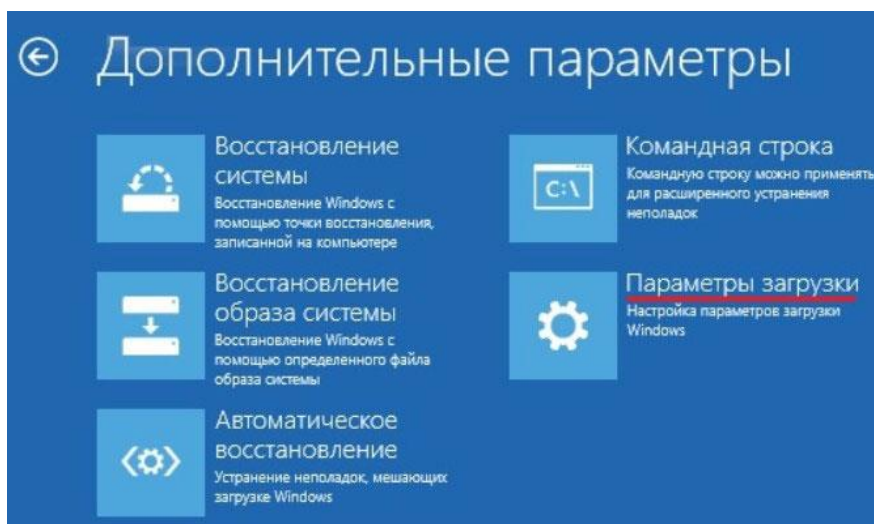 Дополнительные параметры
Восстановление
системы
Восстановление Windows с
помощью точки восстановления,
записанной на компьютере
Восстановление
образа системы
Восстановление Windows с
помощью определенного файла
образа системы
Автоматическое
восстановление
Устранение неполадок, мешающих
загрузке Windows
C:\
Командная строка
Командную строку можно применять
для расширенного устранения
неполадок
Параметры загрузки
Настройка параметров загрузки
Windows